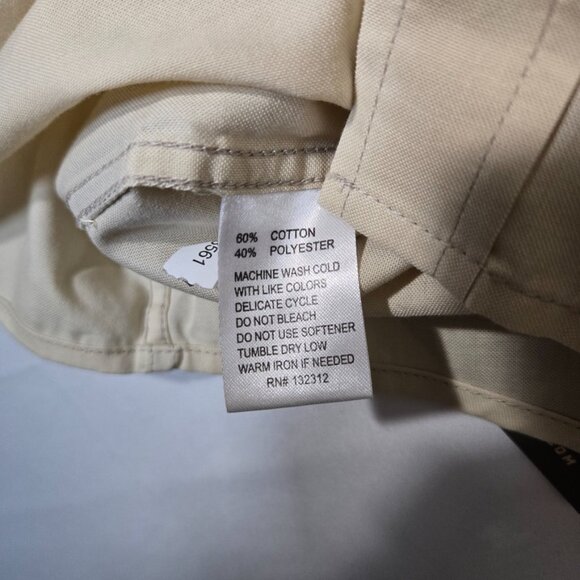 60% COTTON
40% POLYESTER
MACHINE WASH COLD
WITH LIKE COLORS
DELICATE CYCLE
DO NOT BLEACH
DO NOT USE SOFTENER
TUMBLE DRY LOW
WARM IRON IF NEEDED
RN# 132312